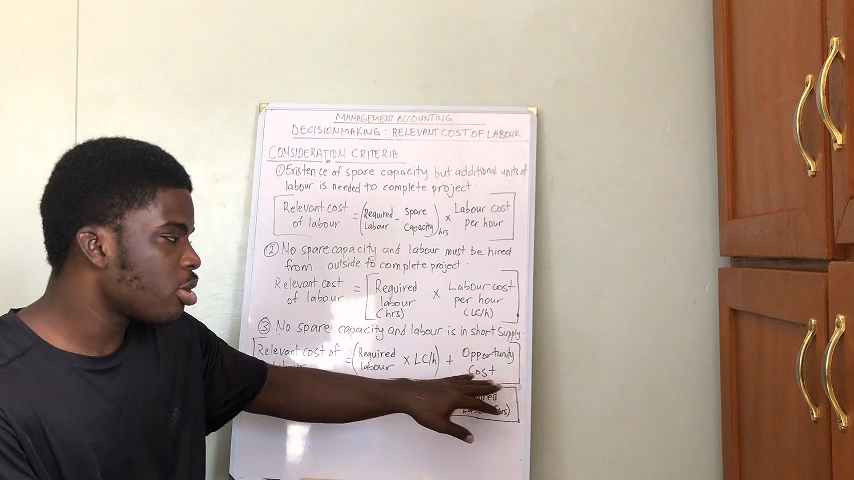 MANAGEMENT ACCOUNTING
DECISIONMAKING : RELEVANT COST OF LABOUR
CONSIDERATION CRITERIA
① Existence of spare capacity but additional units of
labour is needed to complete project.
Relevant cost of labour = (Required Labour - Spare Capacity) hrs × Labour cost per hour
② No spare capacity and labour must be hired
from outside to complete project.
Relevant cost of labour = [Required labour (hrs) × Labour cost per hour (LC/h)]
③ No spare capacity and labour is in short supply.
Relevant cost of = (Required labour × LC/h) + Opportunity Cost